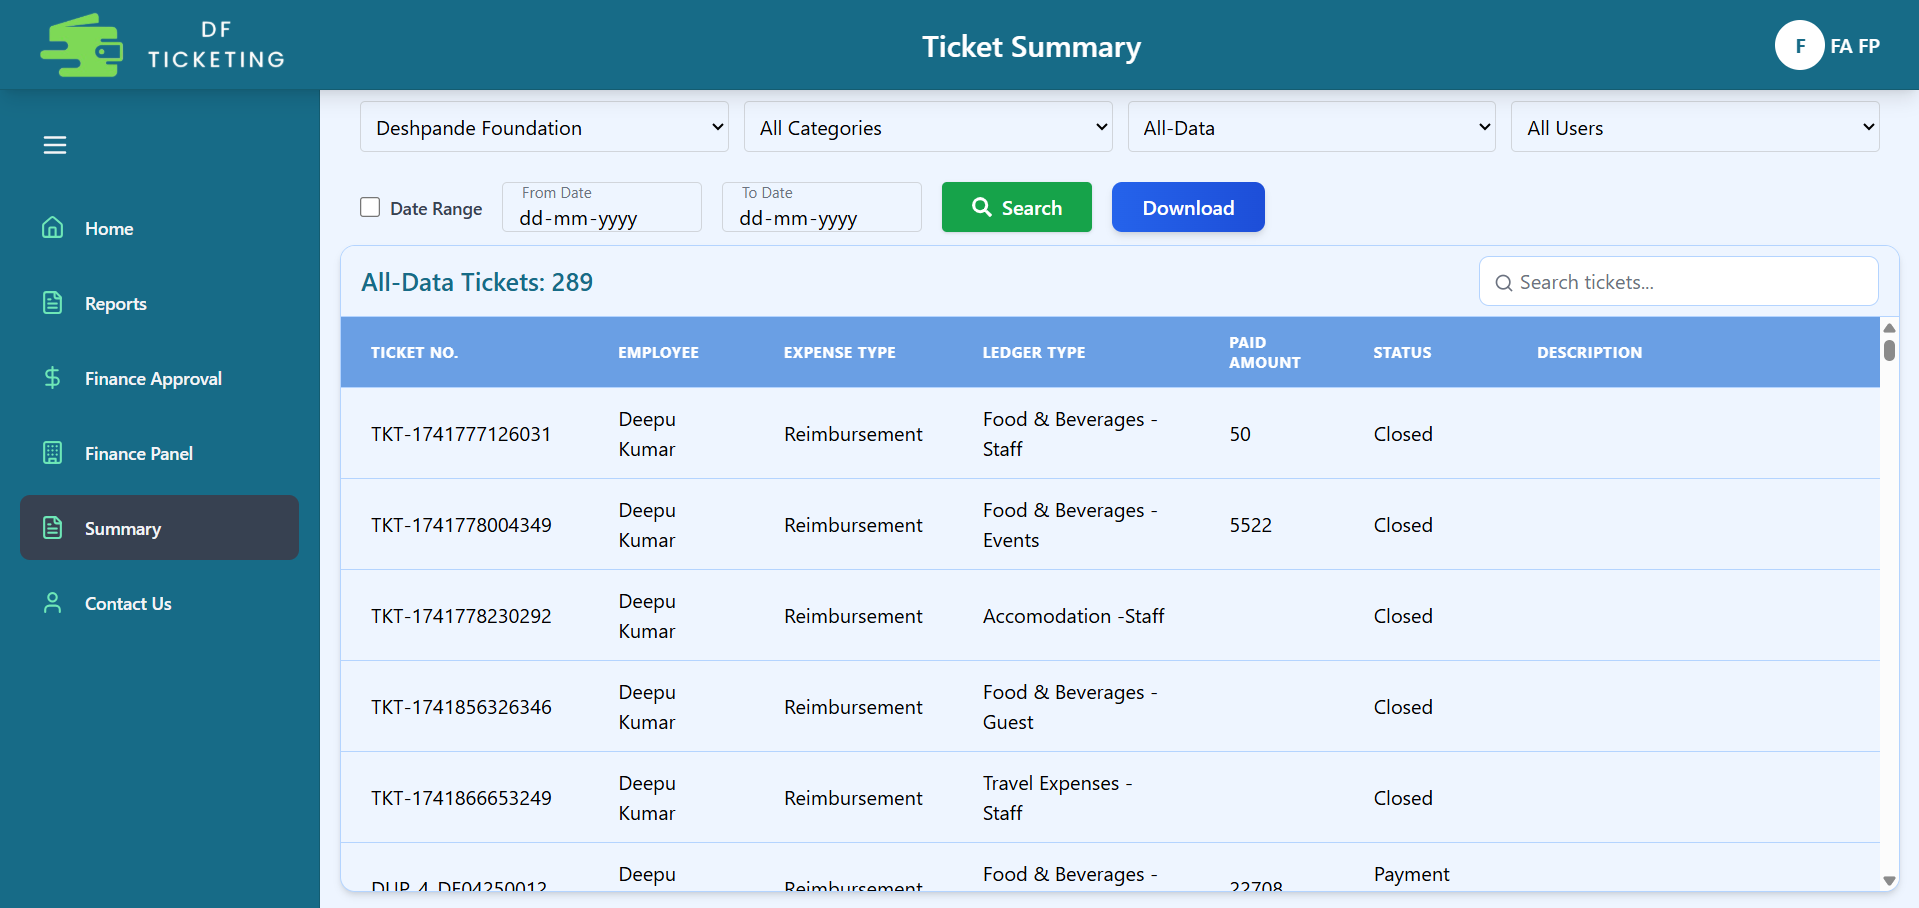 DF
TICKETING
Ticket Summary
F
FA FP
Home
Reports
Finance Approval
Finance Panel
Summary
Contact Us
Deshpande Foundation
All Categories
All-Data
All Users
Date Range
From Date
dd-mm-yyyy
To Date
dd-mm-yyyy
Search
Download
All-Data Tickets: 289
Search tickets...
TICKET NO.
EMPLOYEE
EXPENSE TYPE
LEDGER TYPE
PAID
AMOUNT
STATUS
DESCRIPTION
TKT-1741777126031
Deepu
Kumar
Reimbursement
Food & Beverages -
Staff
50
Closed
TKT-1741778004349
Deepu
Kumar
Reimbursement
Food & Beverages -
Events
5522
Closed
TKT-1741778230292
Deepu
Kumar
Reimbursement
Accomodation -Staff
Closed
TKT-1741856326346
Deepu
Kumar
Reimbursement
Food & Beverages -
Guest
Closed
TKT-1741866653249
Deepu
Kumar
Reimbursement
Travel Expenses -
Staff
Closed
DUP-4-DF04250012
Deepu
Reimbursement
Food & Beverages -
22708
Payment